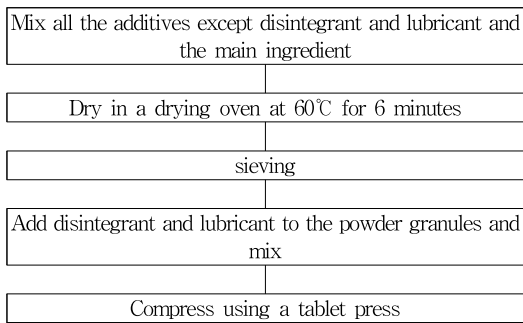 Mix all the additives except disintegrant and lubricant and
the main ingredient
Dry in a drying oven at 60℃ for 6 minutes
sieving
Add disintegrant and lubricant to the powder granules and
mix
Compress using a tablet press